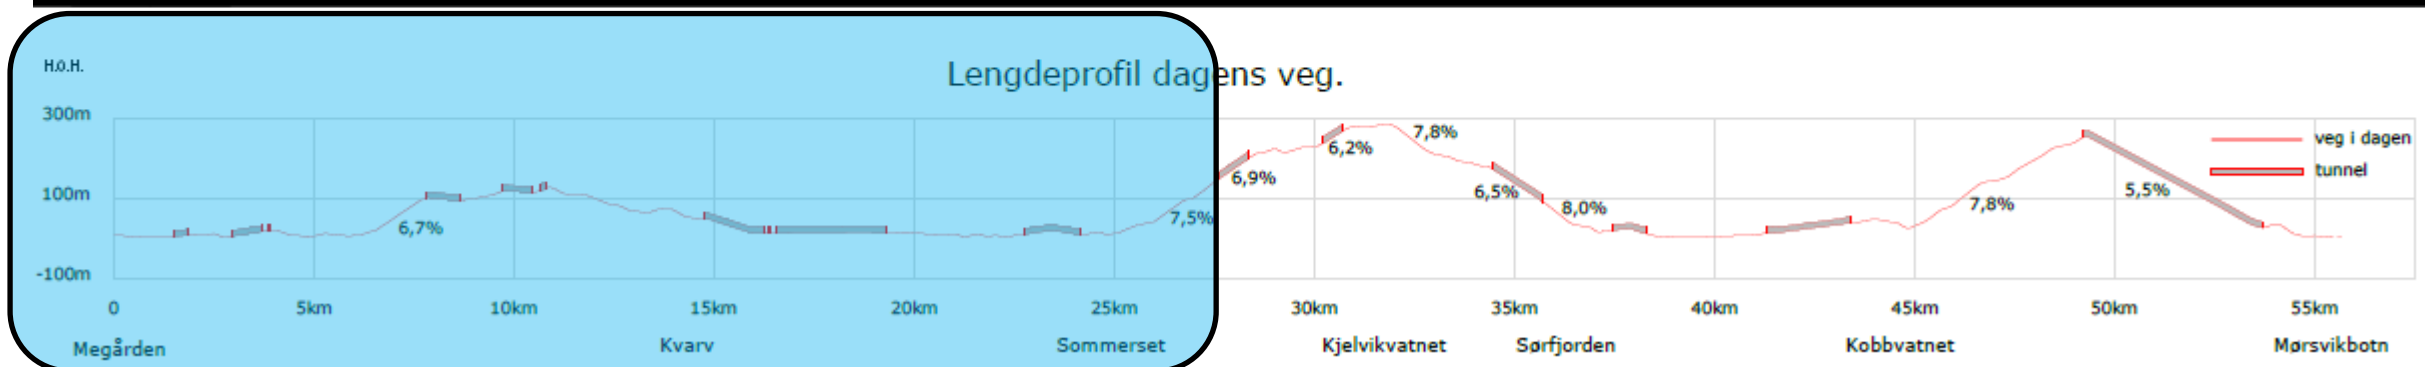 H.O.H.
Lengdeprofil dagens veg.
300m
100m
-100m
6,7%
7,5%
6,9%
6,2%
7,8%
6,5%
8,0%
7,8%
5,5%
veg i dagen
tunnel
0 5km 10km 15km 20km 25km 30km 35km 40km 45km 50km 55km
Megården Kvarv Sommerset Kjelvikvatnet Sørfjorden Kobbvatnet Mørsvikbotn